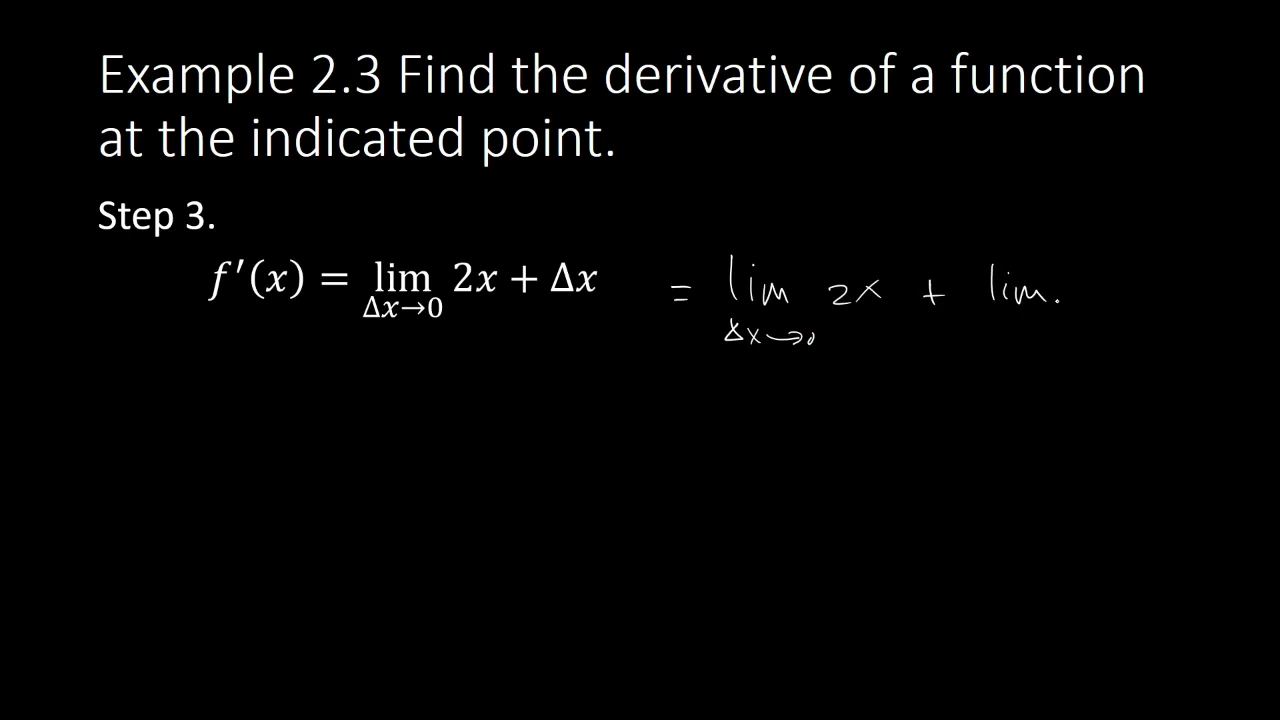 Example 2.3 Find the derivative of a function
at the indicated point.
Step 3.
f′(x) = lim 2x + Δx = lim 2x + lim.
Δx→0 Δx→0